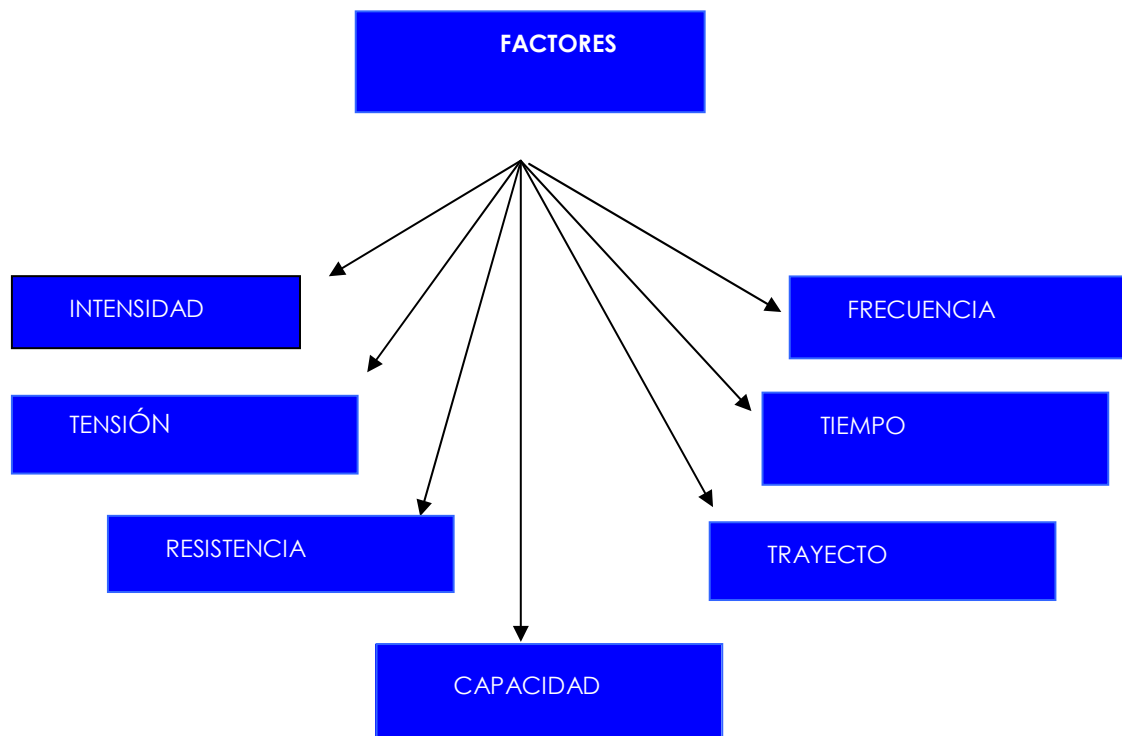 FACTORES
INTENSIDAD
FRECUENCIA
TENSIÓN
TIEMPO
RESISTENCIA
TRAYECTO
CAPACIDAD